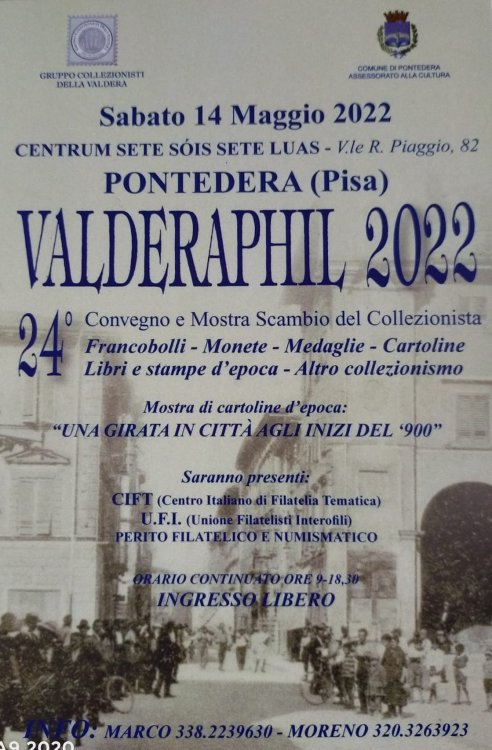 GRUPPO COLLEZIONISTI
DELLA VALDERA
COMUNE DI PONTEDERA
ASSESSORATO ALLA CULTURA
Sabato 14 Maggio 2022
CENTRUM SETE SÓIS SETE LUAS - V.le R. Piaggio, 82
PONTEDERA (Pisa)
VALDERAPHIL 2022
24° Convegno e Mostra Scambio del Collezionista
Francobolli - Monete - Medaglie - Cartoline
Libri e stampe d'epoca - Altro collezionismo
Mostra di cartoline d'epoca:
“UNA GIRATA IN CITTÀ AGLI INIZI DEL ‘900”
Saranno presenti:
CIFT (Centro Italiano di Filatelia Tematica)
U.F.I. (Unione Filatelisti Interofili)
PERITO FILATELICO E NUMISMATICO
ORARIO CONTINUATO ORE 9-18,30
INGRESSO LIBERO
INFO: MARCO 338.2239630 - MORENO 320.3263923
A9 2020